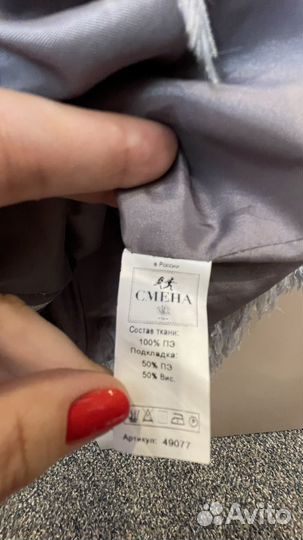 в России
СМЕНА
Состав ткани:
100% ПЭ
Подкладка:
50% ПЭ
50% Вис.
Артикул: 49077
Avito